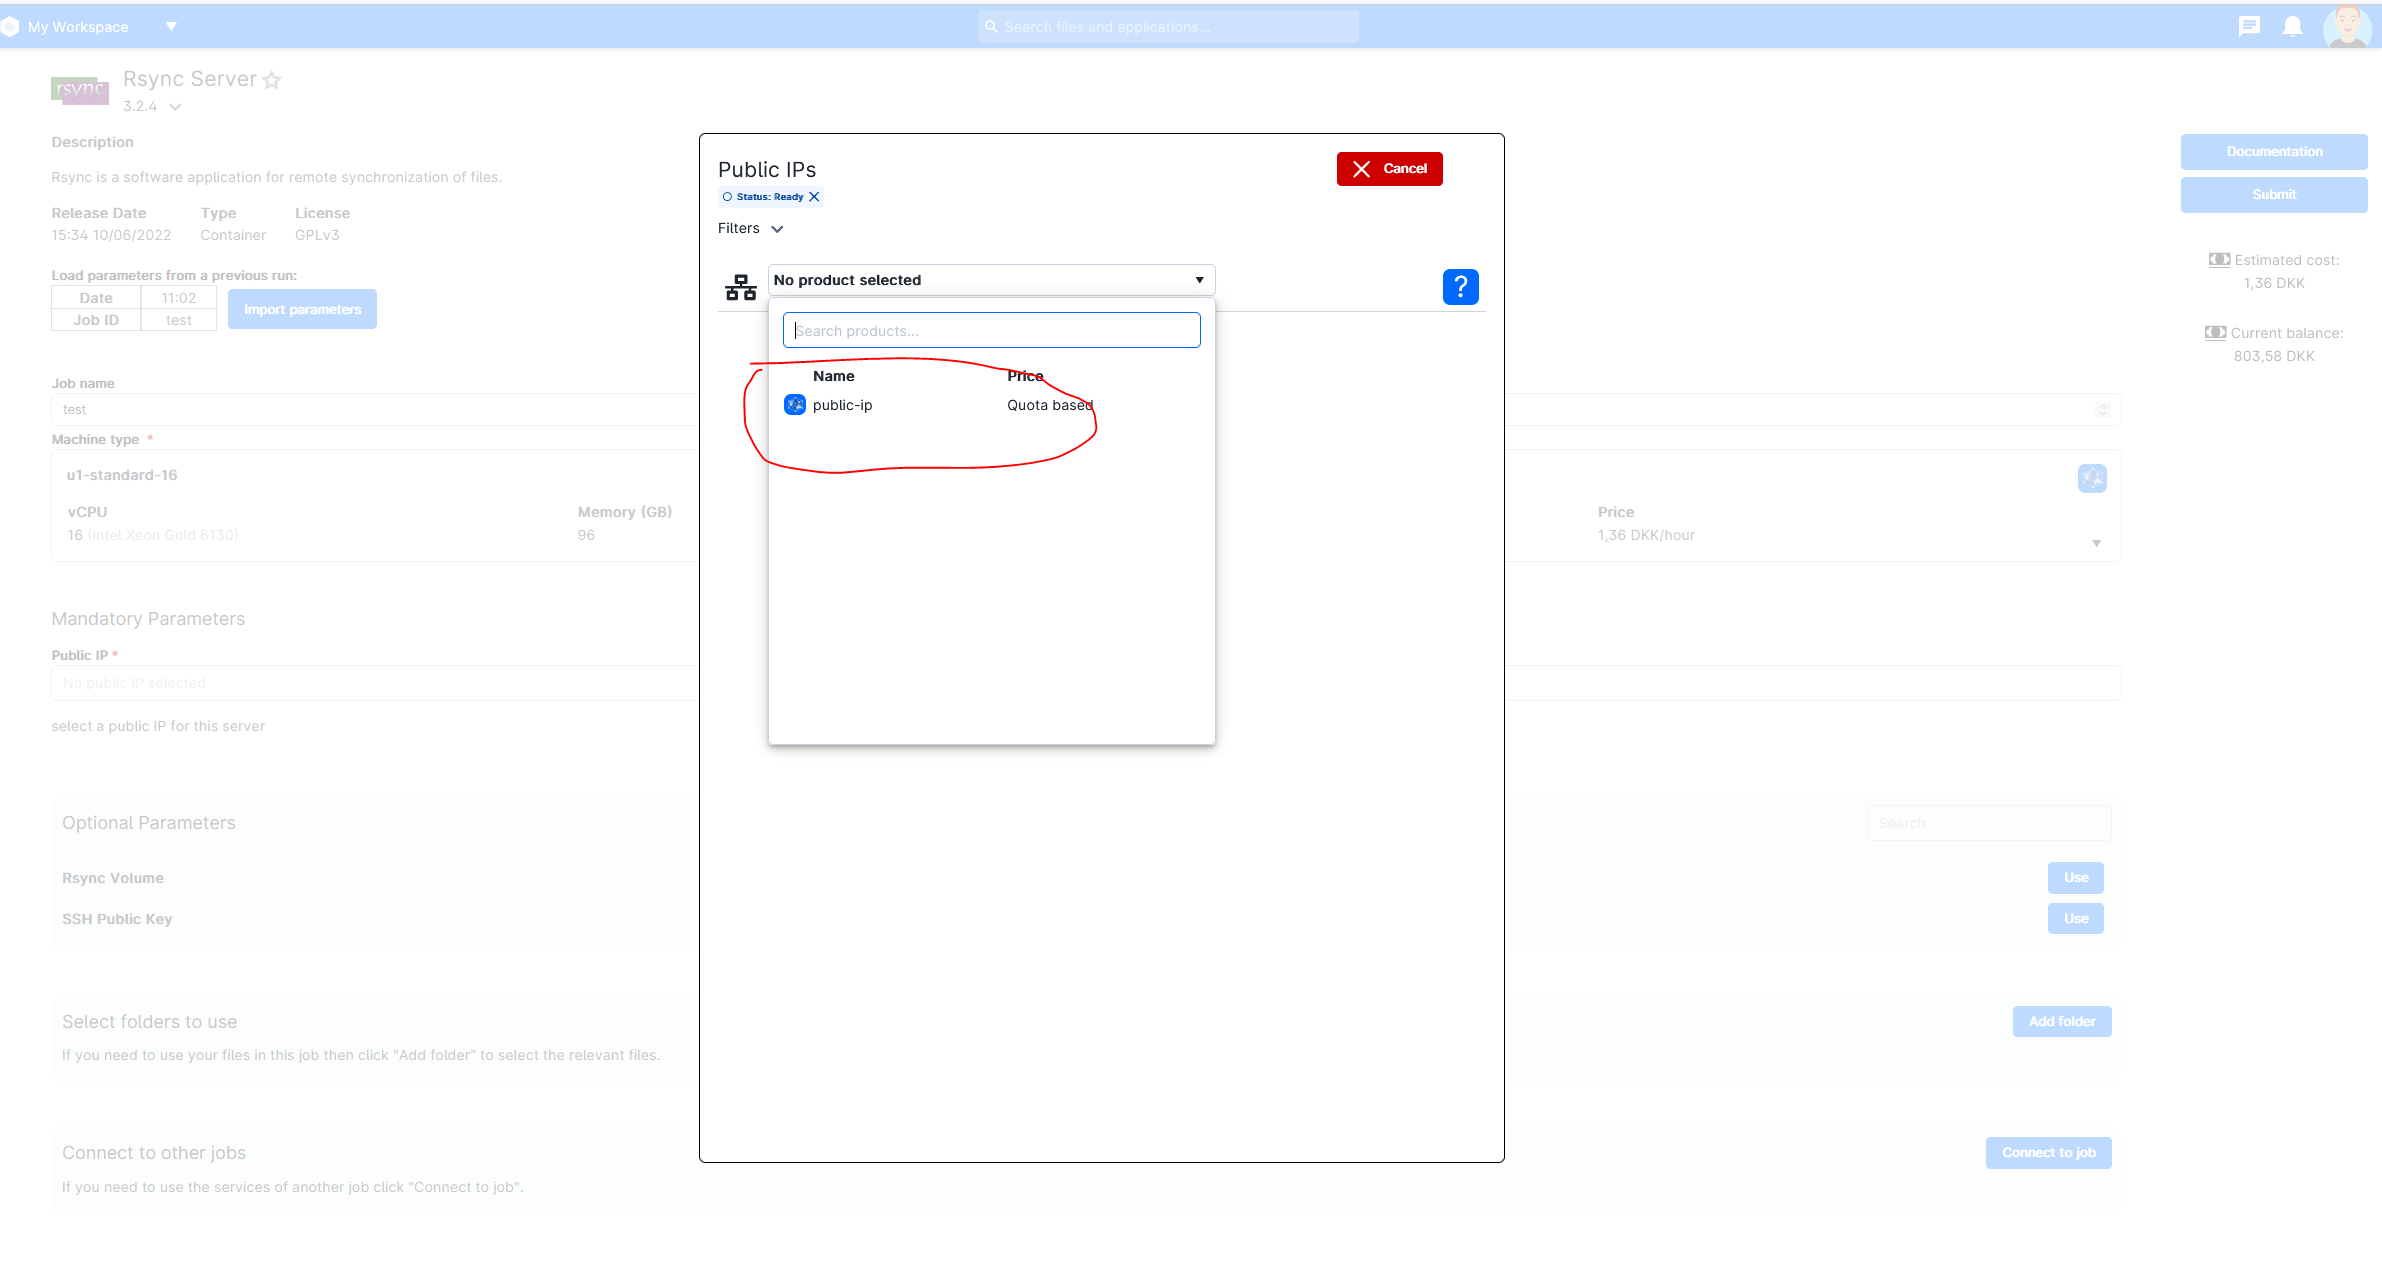 My Workspace
Search files and applications...
rsync
Rsync Server
3.2.4
Description
Rsync is a software application for remote synchronization of files.
Release Date Type License
15:34 10/06/2022 Container GPLv3
Load parameters from a previous run:
Date 11:02
Job ID test
Import parameters
Job name
test
Machine type *
u1-standard-16
vCPU Memory (GB) Price
16 (Intel Xeon Gold 6130) 96 1,36 DKK/hour
Mandatory Parameters
Public IP *
No public IP selected
select a public IP for this server
Optional Parameters
Search
Rsync Volume
Use
SSH Public Key
Use
Select folders to use
Add folder
If you need to use your files in this job then click "Add folder" to select the relevant files.
Connect to other jobs
Connect to job
If you need to use the services of another job click "Connect to job".
Public IPs
Cancel
Status: Ready
Filters
No product selected
?
Search products...
Name Price
public-ip Quota based
Documentation
Submit
Estimated cost:
1,36 DKK
Current balance:
803,58 DKK